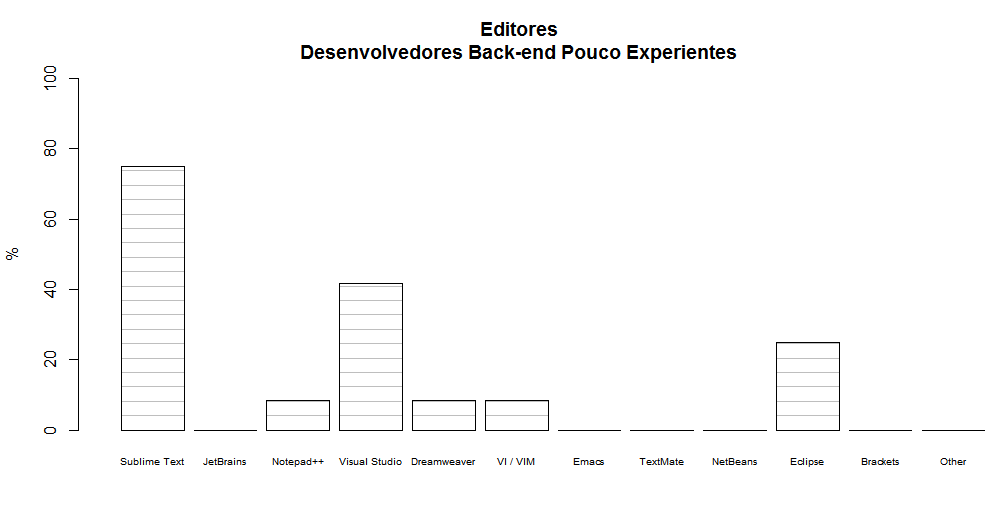 Editores
Desenvolvedores Back-end Pouco Experientes
100
80
60
40
20
0
%
Sublime Text JetBrains Notepad++ Visual Studio Dreamweaver VI / VIM Emacs TextMate NetBeans Eclipse Brackets Other